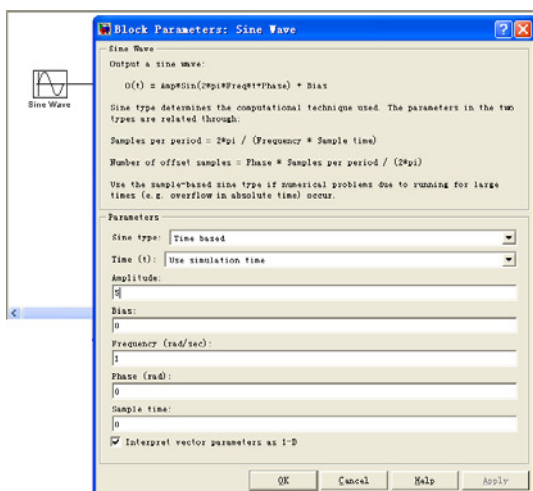 Block Parameters: Sine Wave
Sine Wave
Output a sine wave:
O(t) = Amp*Sin(2*pi*Freq*t+Phase) + Bias
Sine type determines the computational technique used. The parameters in the two
types are related through:
Samples per period = 2*pi / (Frequency * Sample time)
Number of offset samples = Phase * Samples per period / (2*pi)
Use the sample-based sine type if numerical problems due to running for large
times (e.g. overflow in absolute time) occur.
Parameters
Sine type: Time based
Time (t): Use simulation time
Amplitude:
5
Bias:
0
Frequency (rad/sec):
1
Phase (rad):
0
Sample time:
0
Interpret vector parameters as 1-D
OK Cancel Help Apply
Sine Wave